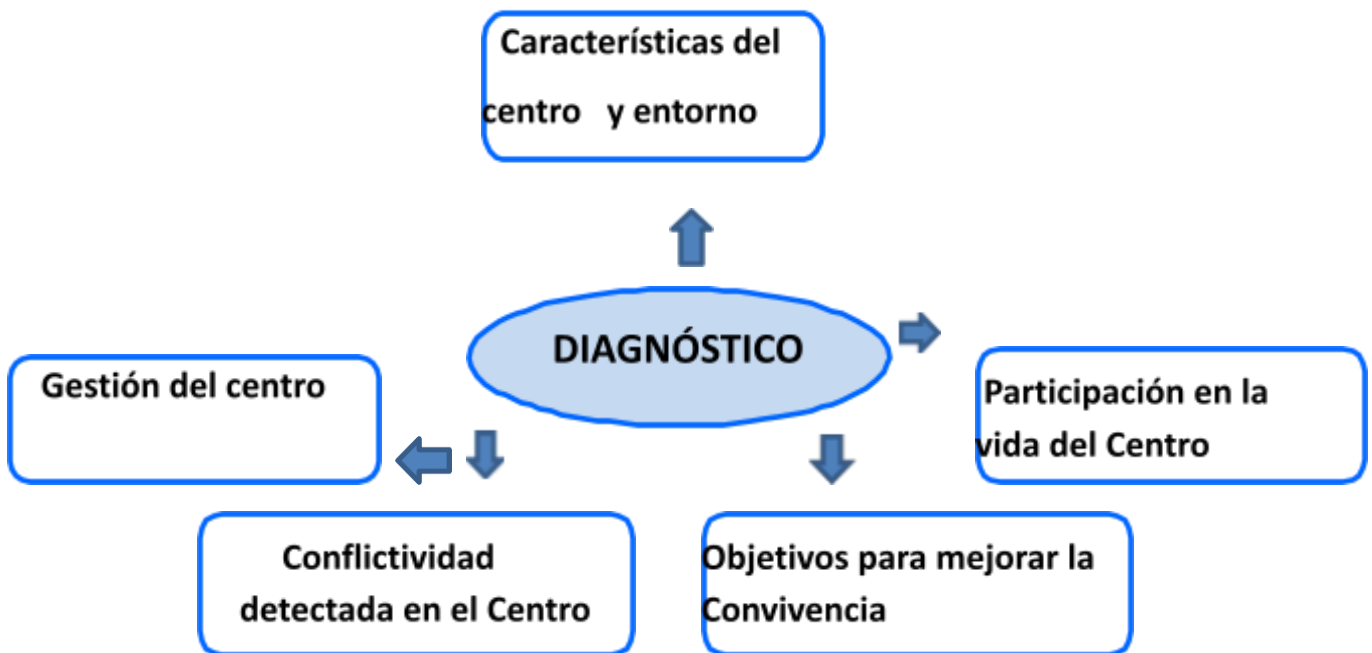 Características del
centro y entorno
DIAGNÓSTICO
Gestión del centro
Participación en la
vida del Centro
Conflictividad
detectada en el Centro
Objetivos para mejorar la
Convivencia